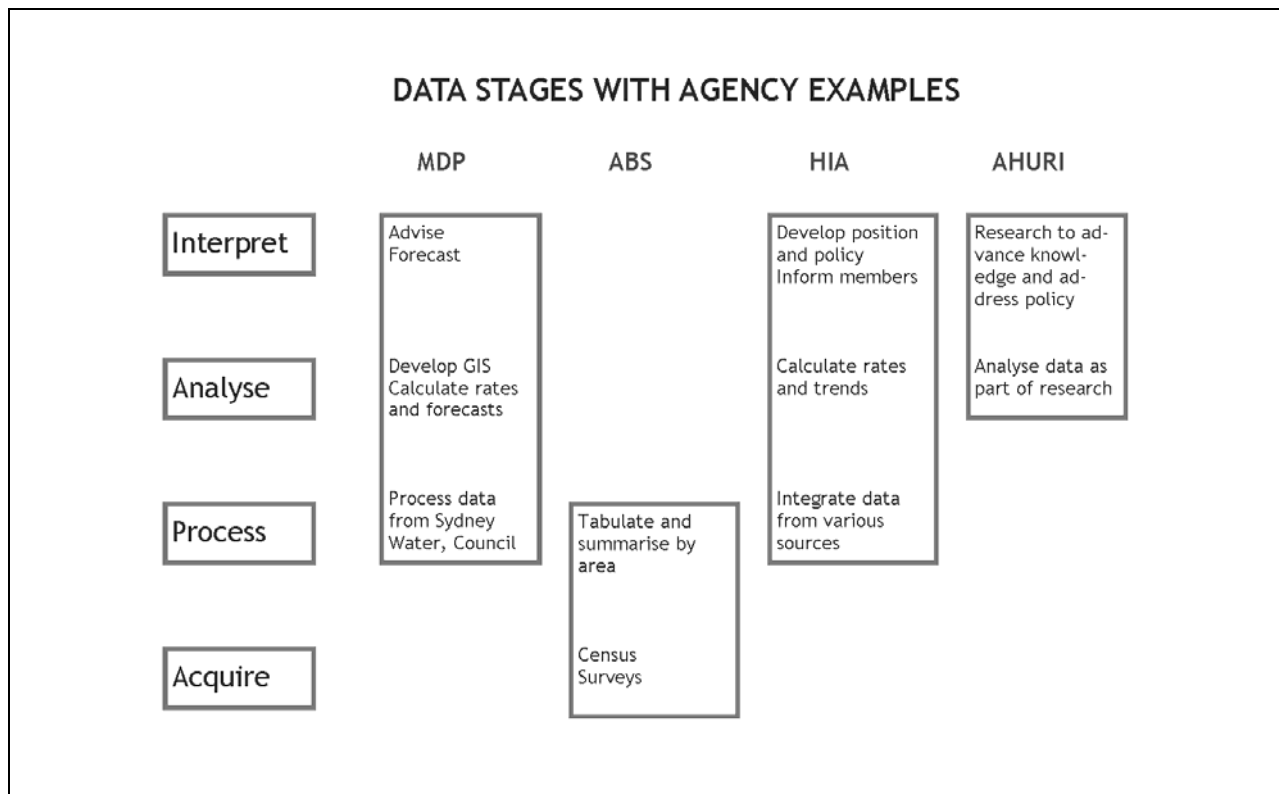 DATA STAGES WITH AGENCY EXAMPLES
MDP
ABS
HIA
AHURI
Interpret
Advise
Forecast
Develop position
and policy
Inform members
Research to ad-
vance knowl-
edge and ad-
dress policy
Analyse
Develop GIS
Calculate rates
and forecasts
Calculate rates
and trends
Analyse data as
part of research
Process
Process data
from Sydney
Water, Council
Tabulate and
summarise by
area
Integrate data
from various
sources
Acquire
Census
Surveys